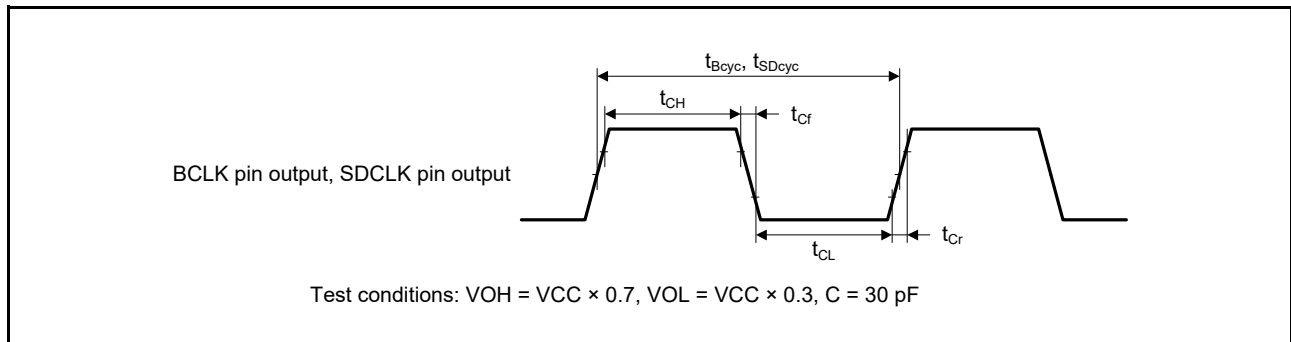 tBcyc, tSDcyc
tCH
tCf
BCLK pin output, SDCLK pin output
tCL
tCr
Test conditions: VOH = VCC × 0.7, VOL = VCC × 0.3, C = 30 pF